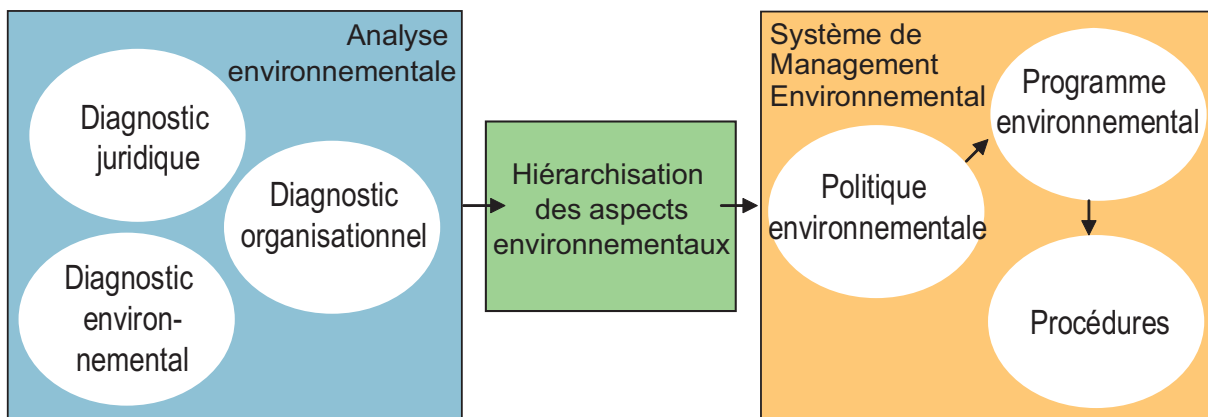 Analyse
environnementale
Diagnostic
juridique
Diagnostic
organisationnel
Diagnostic
environ-
nemental
Hiérarchisation
des aspects
environnementaux
Système de
Management
Environnemental
Politique
environnementale
Programme
environnemental
Procédures